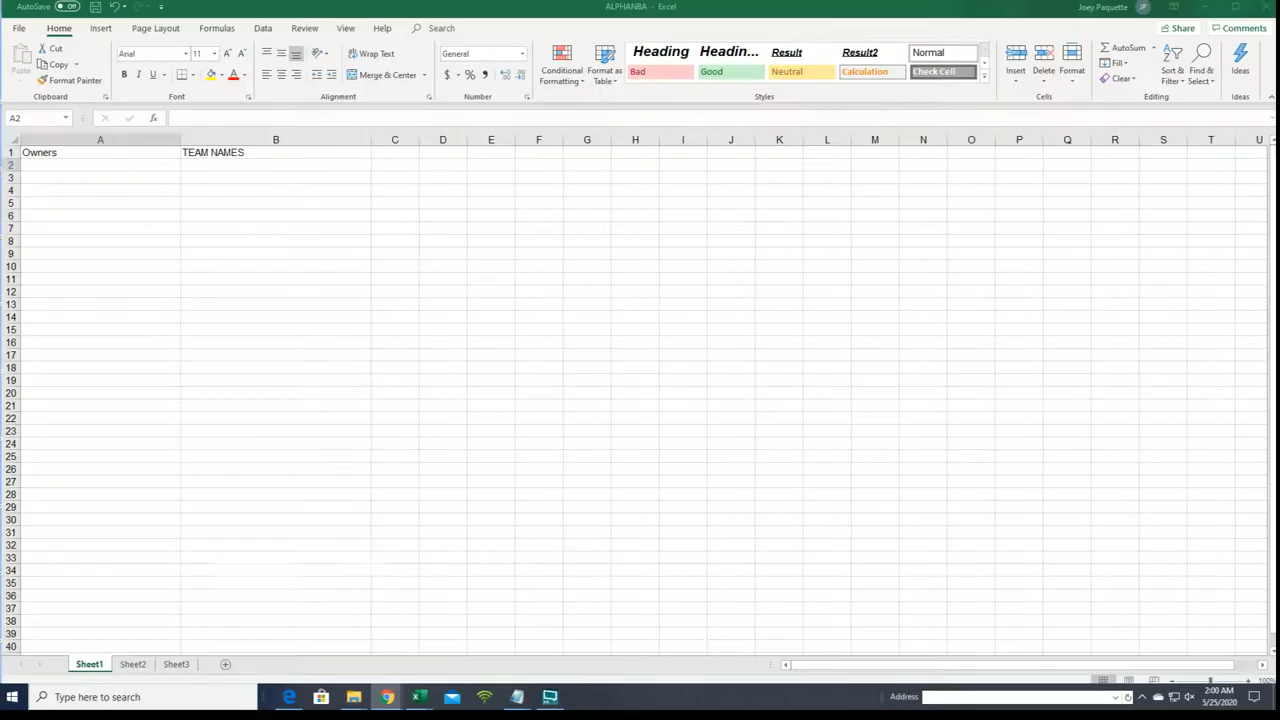 AutoSave Off ALPHANBA - Excel Joey Paquette JP
File Home Insert Page Layout Formulas Data Review View Help Search Share Comments
Paste Cut Copy Format Painter Clipboard
Arial 11 B I U A Font
Wrap Text Merge & Center Alignment
General $ % , Number
Conditional Formatting Format as Table
Heading Headin... Result Result2 Normal
Bad Good Neutral Calculation Check Cell
Styles
Insert Delete Format Cells
AutoSum Fill Clear Sort & Filter Find & Select Editing
Ideas Ideas
A2 fx
A B C D E F G H I J K L M N O P Q R S T U
1 Owners TEAM NAMES
2
3
4
5
6
7
8
9
10
11
12
13
14
15
16
17
18
19
20
21
22
23
24
25
26
27
28
29
30
31
32
33
34
35
36
37
38
39
40
Sheet1 Sheet2 Sheet3
100%
Type here to search Address 2:00 AM
5/25/2020